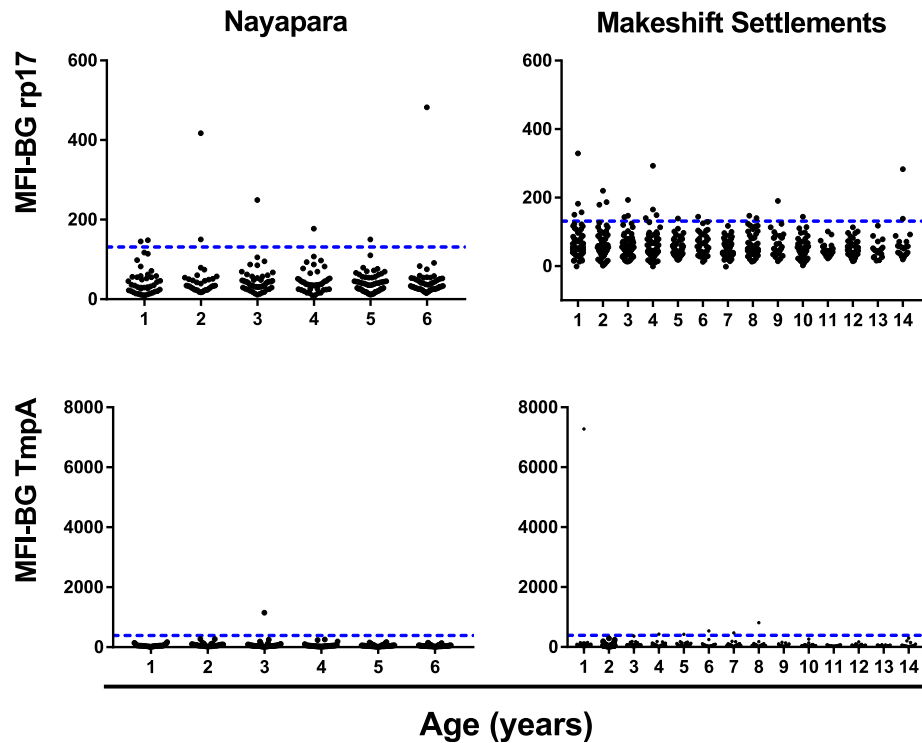 Nayapara
Makeshift Settlements
MFI-BG rp17
600
400
200
0
1 2 3 4 5 6
600
400
200
0
1 2 3 4 5 6 7 8 9 10 11 12 13 14
MFI-BG TmpA
8000
6000
4000
2000
0
1 2 3 4 5 6
8000
6000
4000
2000
0
1 2 3 4 5 6 7 8 9 10 11 12 13 14
Age (years)